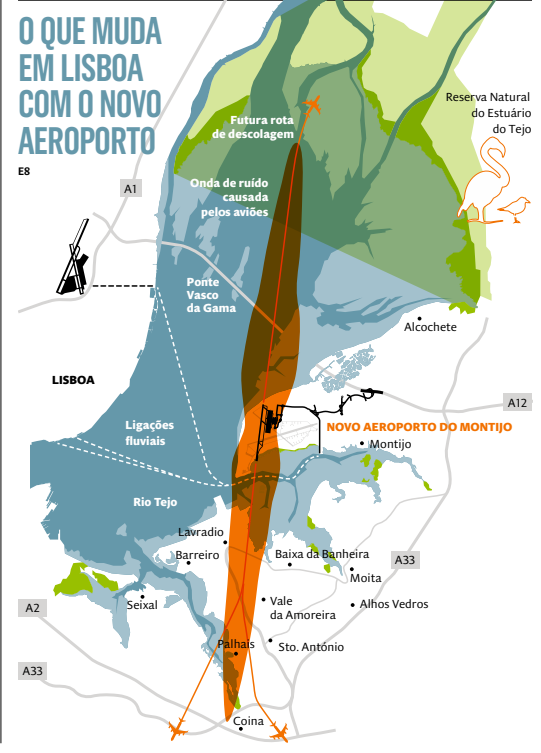 O QUE MUDA
EM LISBOA
COM O NOVO
AEROPORTO
E8
Reserva Natural
do Estuário
do Tejo
Futura rota
de descolagem
A1
Onda de ruído
causada
pelos aviões
Ponte
Vasco
da Gama
Alcochete
LISBOA
A12
Ligações
fluviais
NOVO AEROPORTO DO MONTIJO
Montijo
Rio Tejo
Lavradio
Barreiro
Baixa da Banheira
A33
Moita
Seixal
A2
Vale
da Amoreira
Alhos Vedros
Palhais
Sto. António
A33
Coina